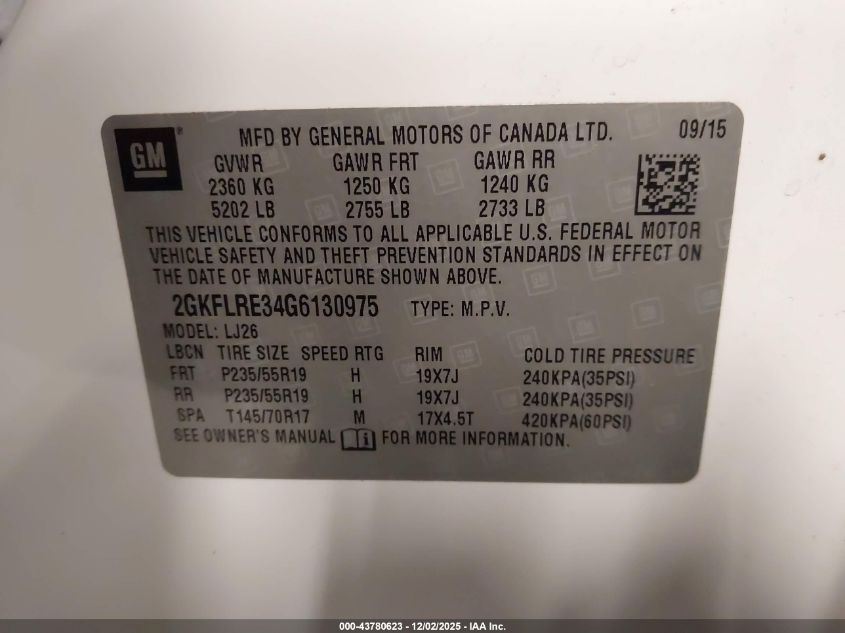 GM ® MFD BY GENERAL MOTORS OF CANADA LTD. 09/15
GVWR GAWR FRT GAWR RR
2360 KG 1250 KG 1240 KG
5202 LB 2755 LB 2733 LB
THIS VEHICLE CONFORMS TO ALL APPLICABLE U.S. FEDERAL MOTOR
VEHICLE SAFETY AND THEFT PREVENTION STANDARDS IN EFFECT ON
THE DATE OF MANUFACTURE SHOWN ABOVE.
2GKFLRE34G6130975 TYPE: M.P.V.
MODEL: LJ26
LBCN TIRE SIZE SPEED RTG RIM COLD TIRE PRESSURE
FRT P235/55R19 H 19X7J 240KPA(35PSI)
RR P235/55R19 H 19X7J 240KPA(35PSI)
SPA T145/70R17 M 17X4.5T 420KPA(60PSI)
SEE OWNER'S MANUAL i FOR MORE INFORMATION.
000-43780623 - 12/02/2025 - IAA Inc.